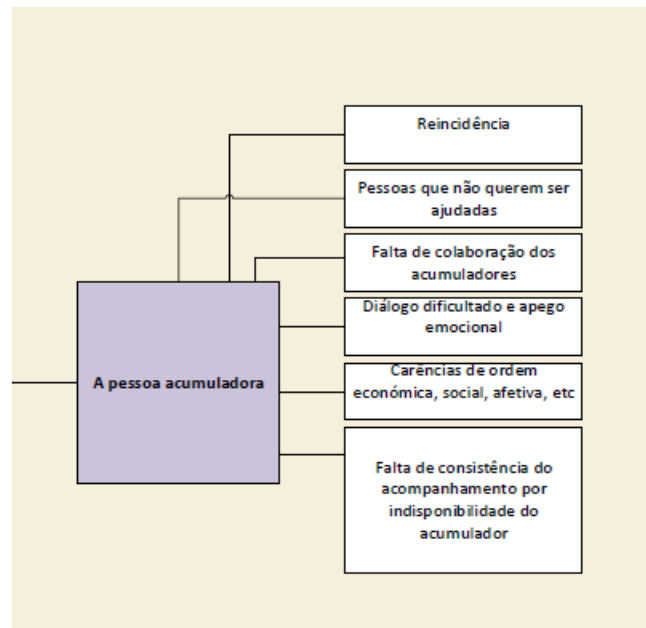 Reincidência
Pessoas que não querem ser
ajudadas
Falta de colaboração dos
acumuladores
Diálogo dificultado e apego
emocional
A pessoa acumuladora
Carências de ordem
económica, social, afetiva, etc
Falta de consistência do
acompanhamento por
indisponibilidade do
acumulador